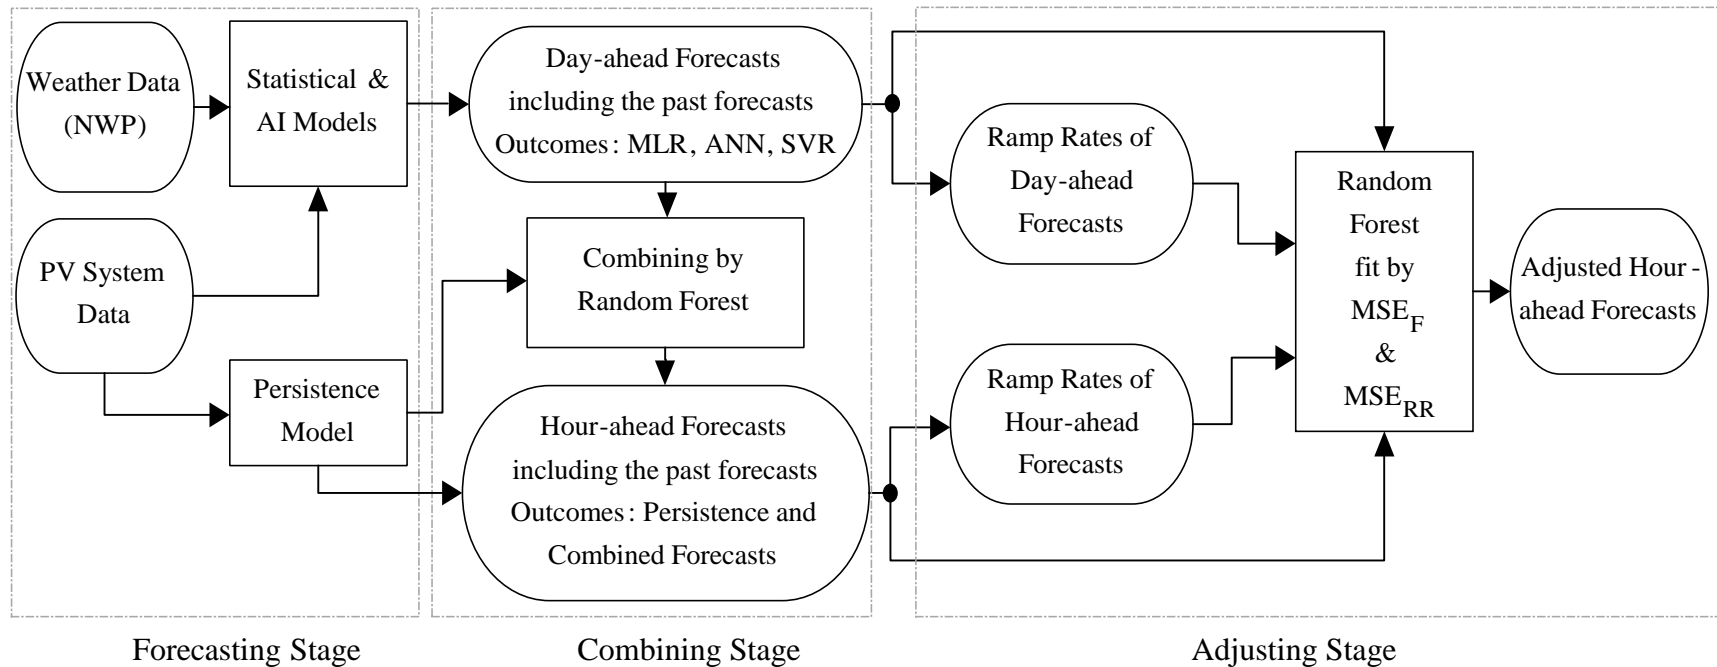 Weather Data
(NWP)
Statistical &
AI Models
PV System
Data
Persistence
Model
Forecasting Stage
Day-ahead Forecasts
including the past forecasts
Outcomes: MLR, ANN, SVR
Combining by
Random Forest
Hour-ahead Forecasts
including the past forecasts
Outcomes: Persistence and
Combined Forecasts
Combining Stage
Ramp Rates of
Day-ahead
Forecasts
Ramp Rates of
Hour-ahead
Forecasts
Random
Forest
fit by
MSE_F
&
MSE_RR
Adjusted Hour-
ahead Forecasts
Adjusting Stage